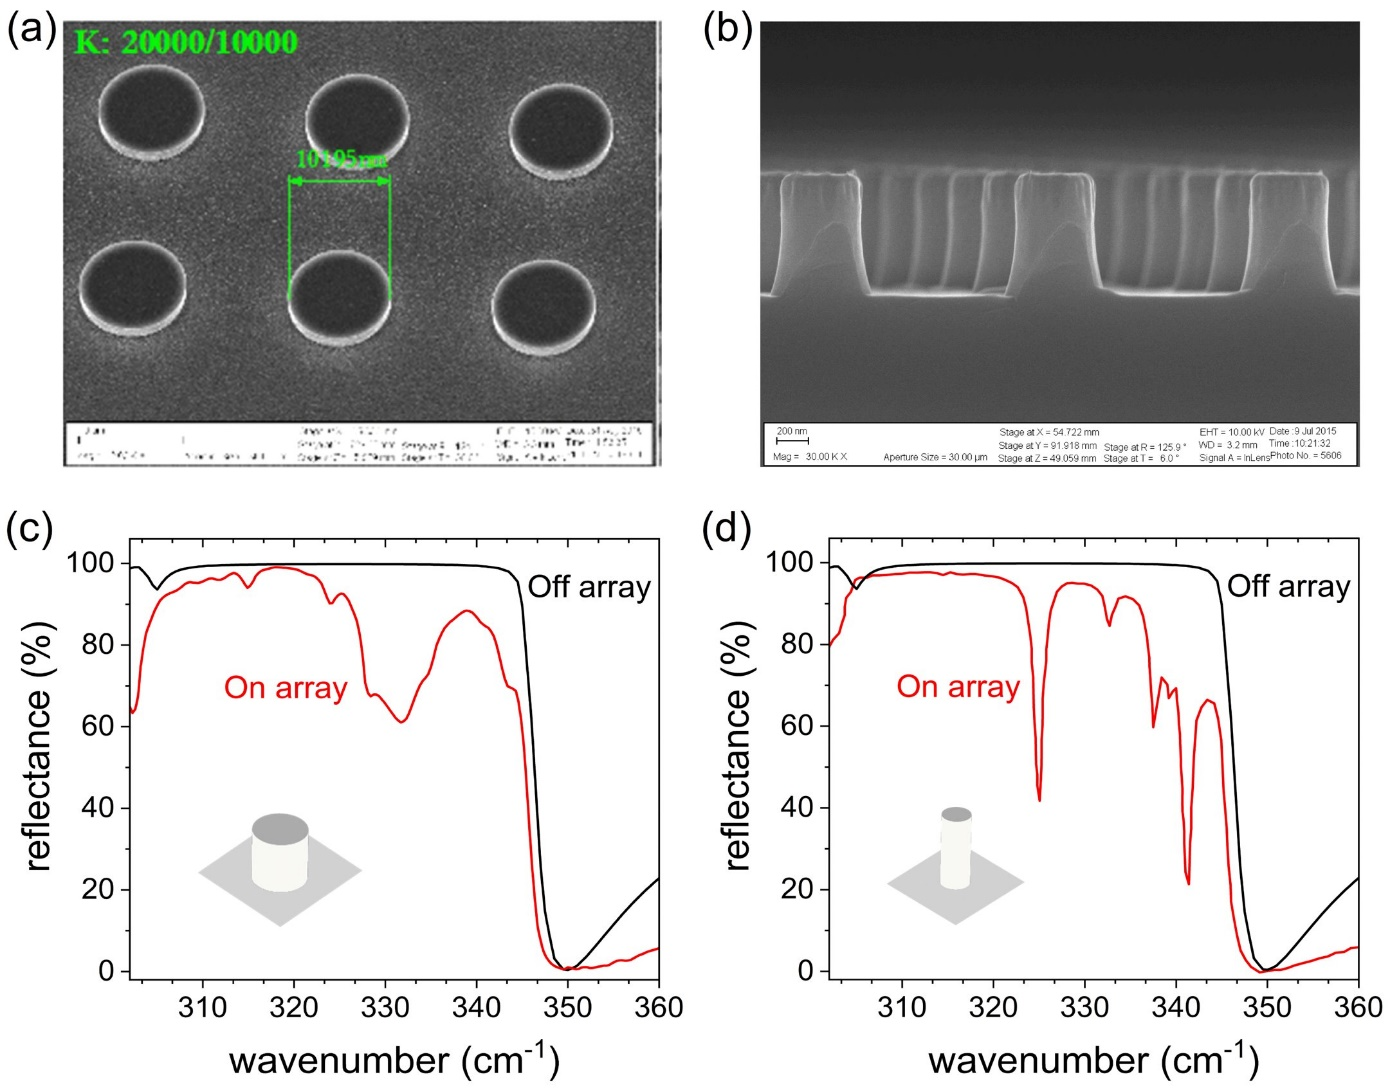 (a)
K: 20000/10000
10195nm
(b)
200 nm
Mag = 30.00 K X
Aperture Size = 30.00 µm
Stage at X = 54.722 mm
Stage at Y = 91.918 mm
Stage at Z = 49.059 mm
Stage at R = 125.9 °
Stage at T = 6.0 °
EHT = 10.00 kV
WD = 3.2 mm
Signal A = InLens
Date :9 Jul 2015
Time :10:21:32
Photo No. = 5606
(c)
reflectance (%)
100
80
60
40
20
0
Off array
On array
310 320 330 340 350 360
wavenumber (cm-1)
(d)
reflectance (%)
100
80
60
40
20
0
Off array
On array
310 320 330 340 350 360
wavenumber (cm-1)